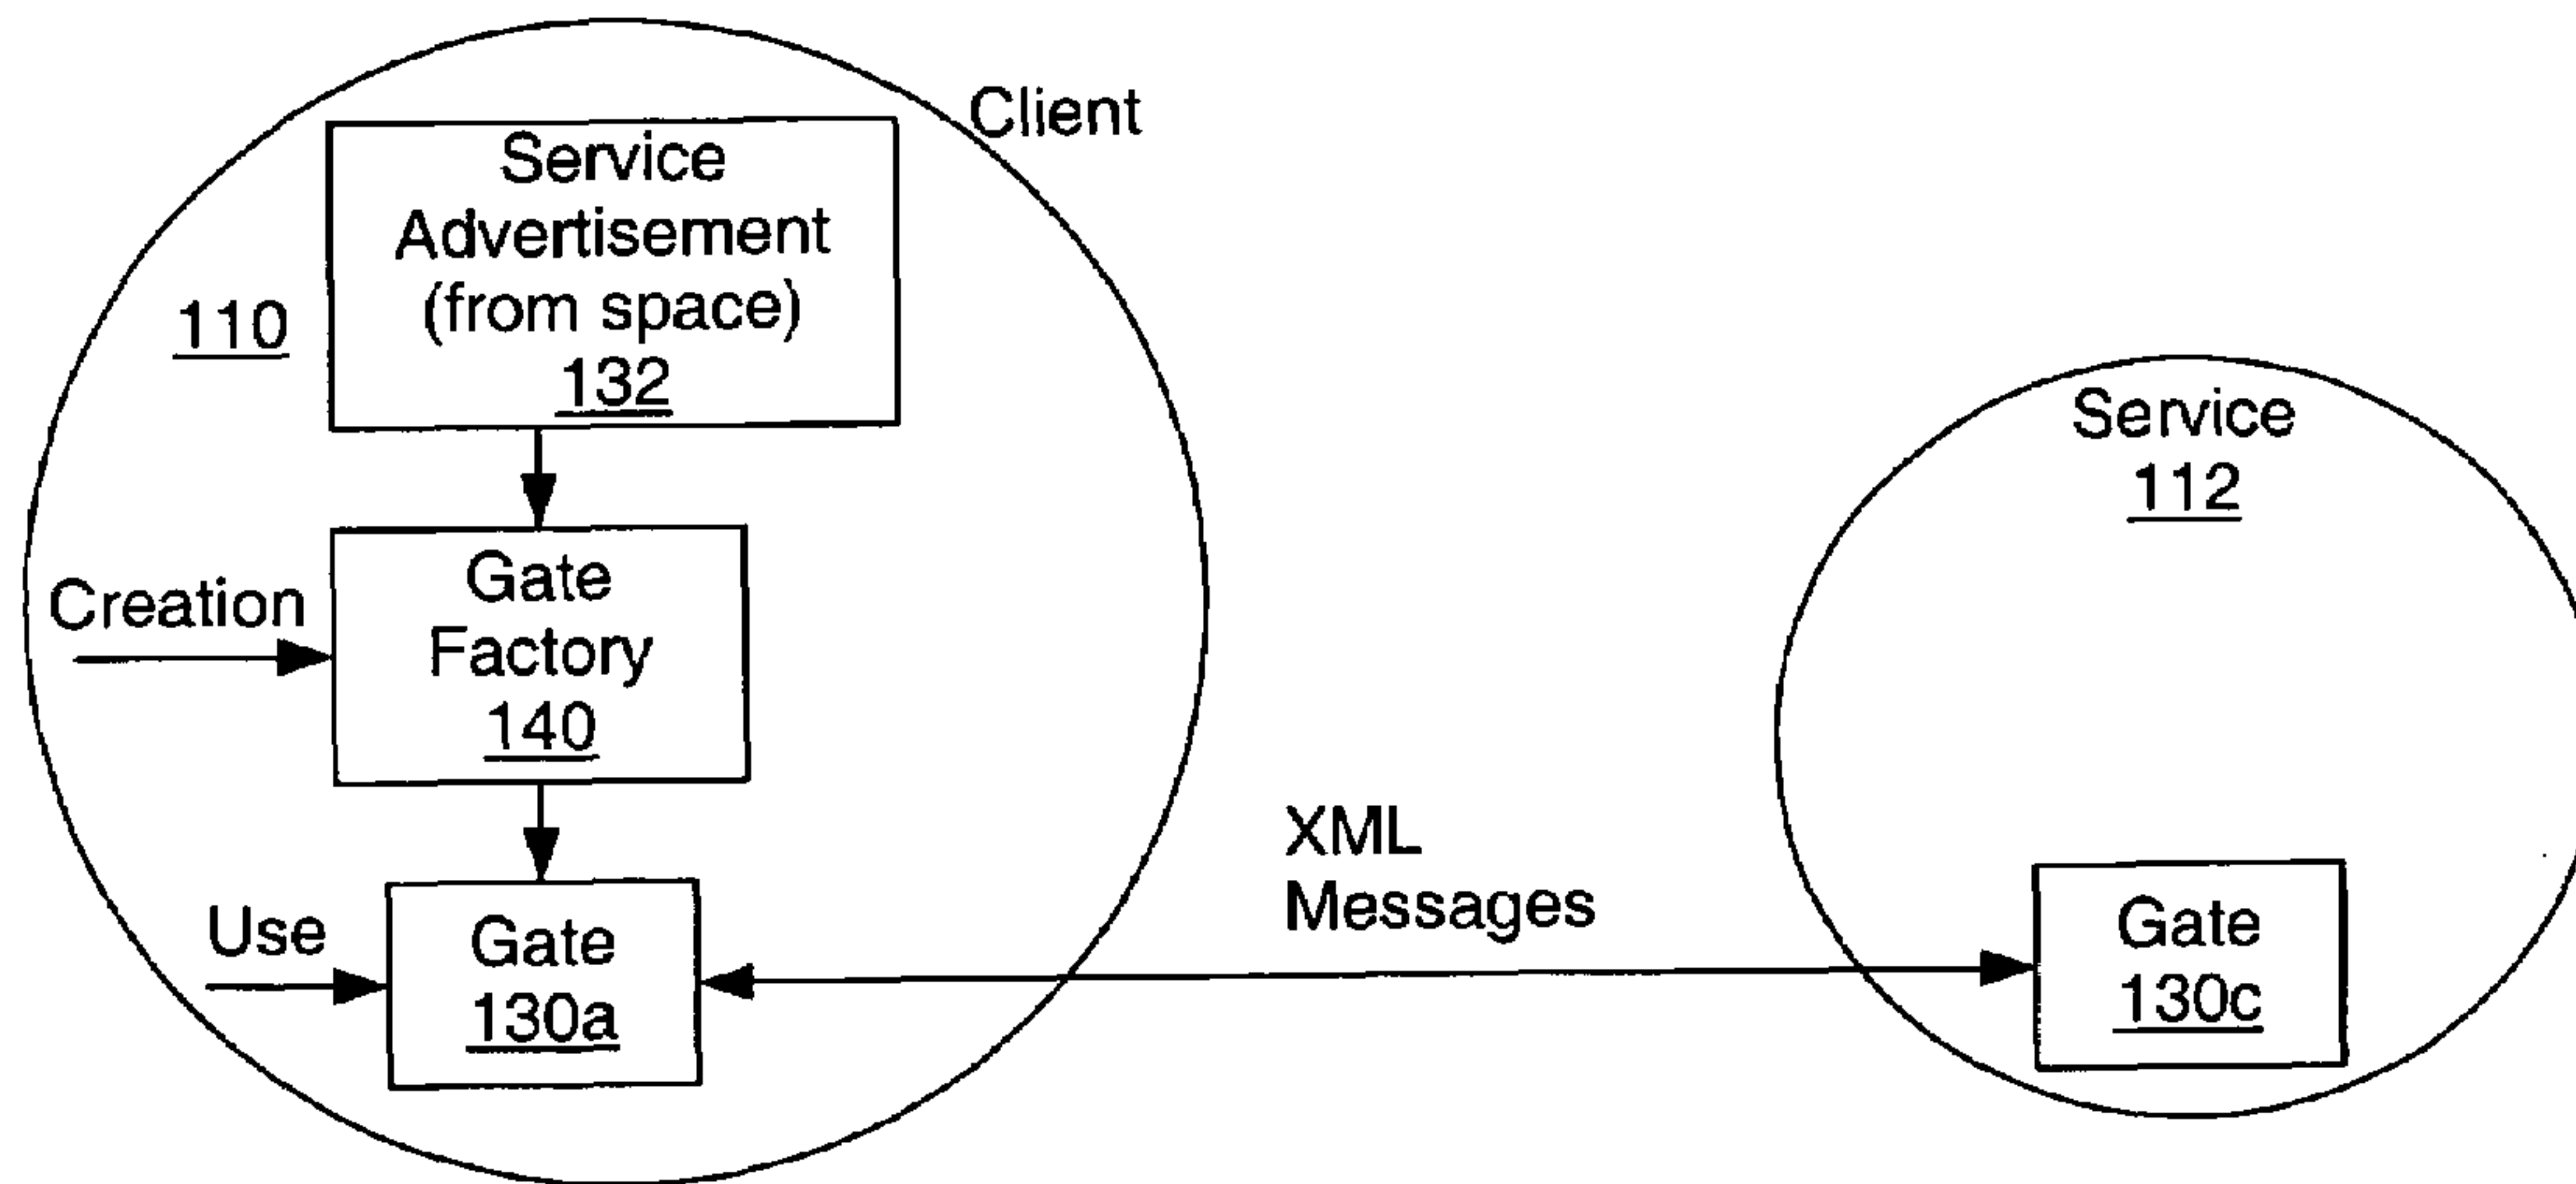 Client
Service
Advertisement
(from space)
132
110
Creation
Gate
Factory
140
Use
Gate
130a
XML
Messages
Service
112
Gate
130c